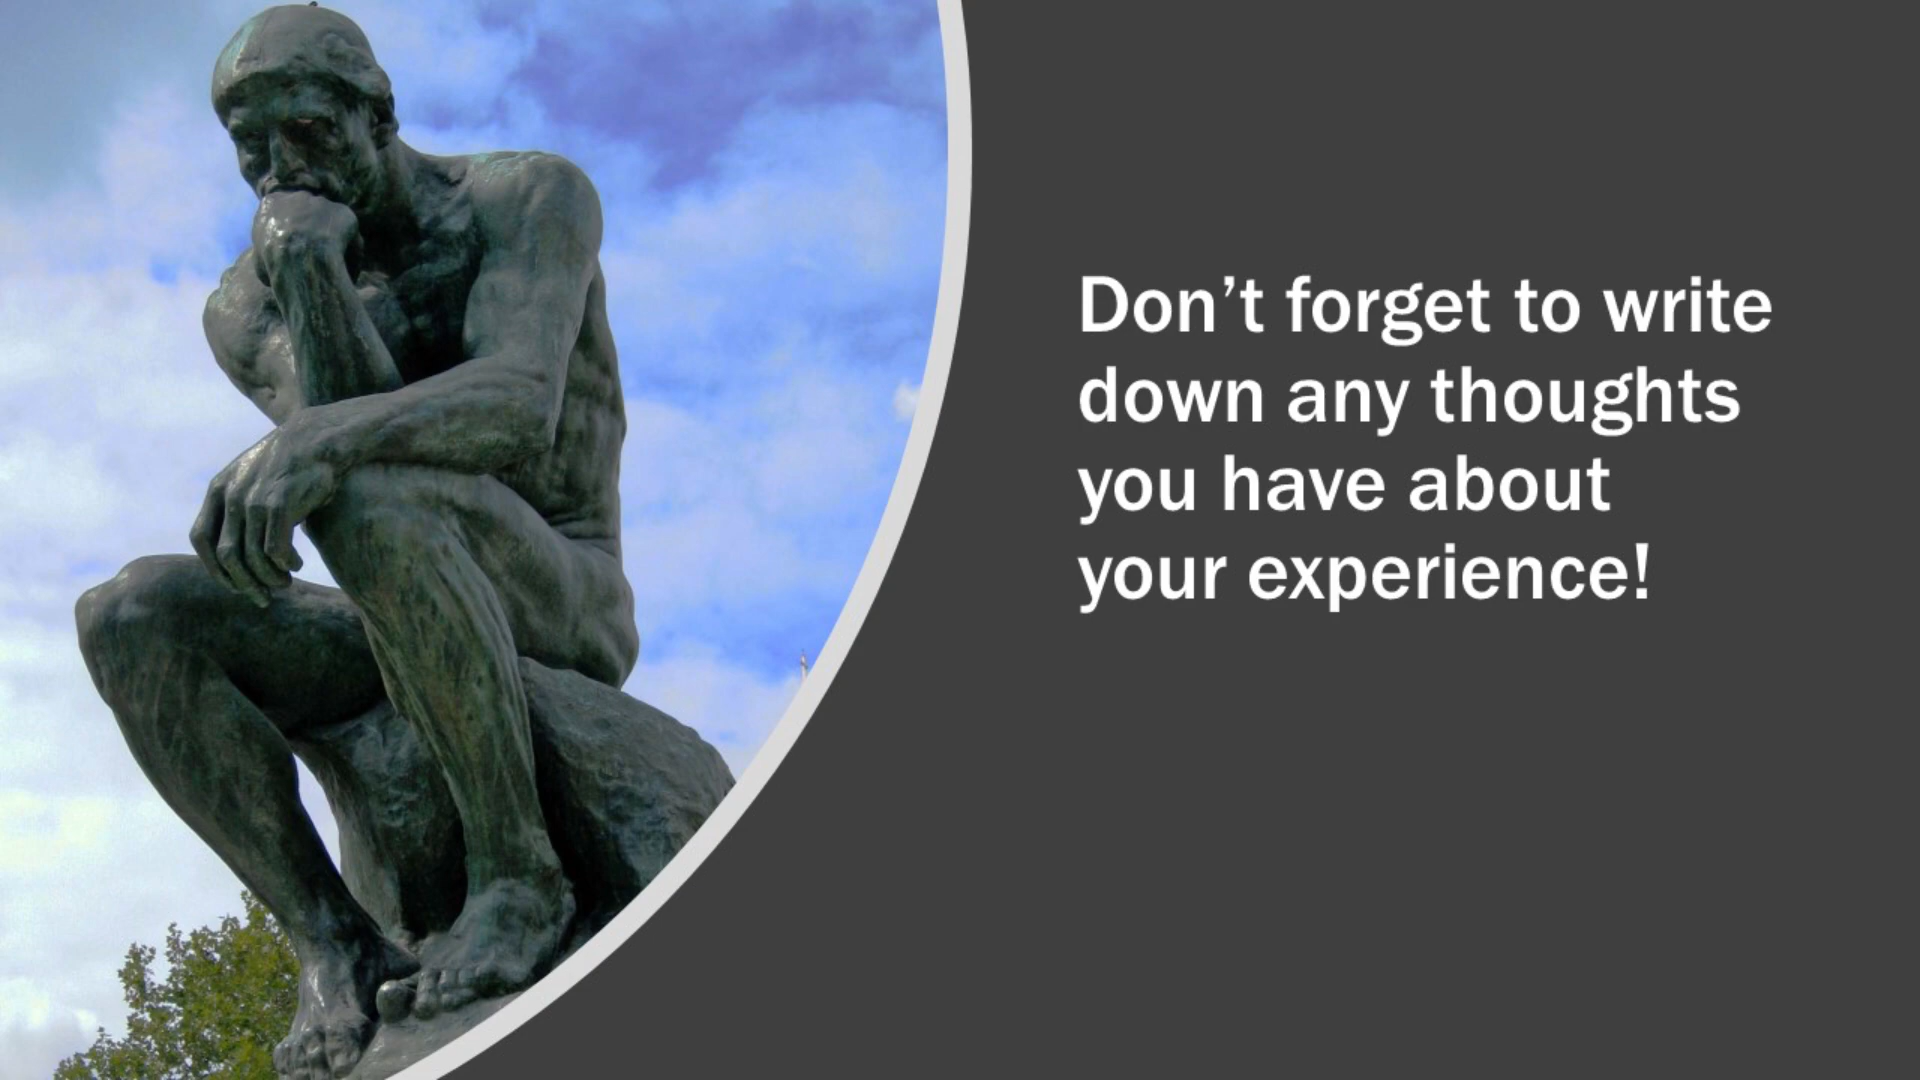 Don’t forget to write
down any thoughts
you have about
your experience!